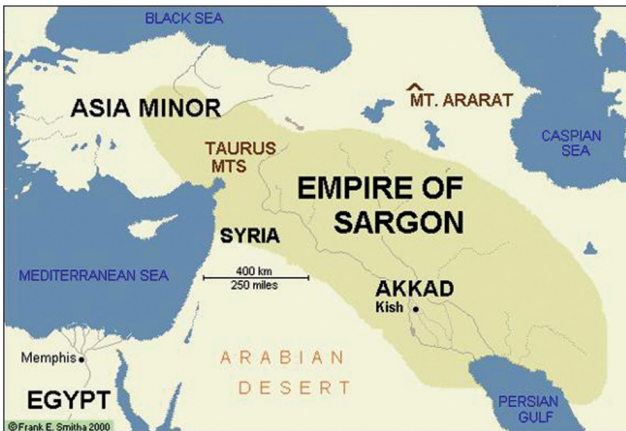 BLACK SEA
ASIA MINOR
MT. ARARAT
CASPIAN
SEA
TAURUS
MTS
EMPIRE OF
SARGON
SYRIA
MEDITERRANEAN SEA
400 km
250 miles
AKKAD
Kish
Memphis
ARABIAN
DESERT
EGYPT
PERSIAN
GULF
© Frank E. Smitha 2000